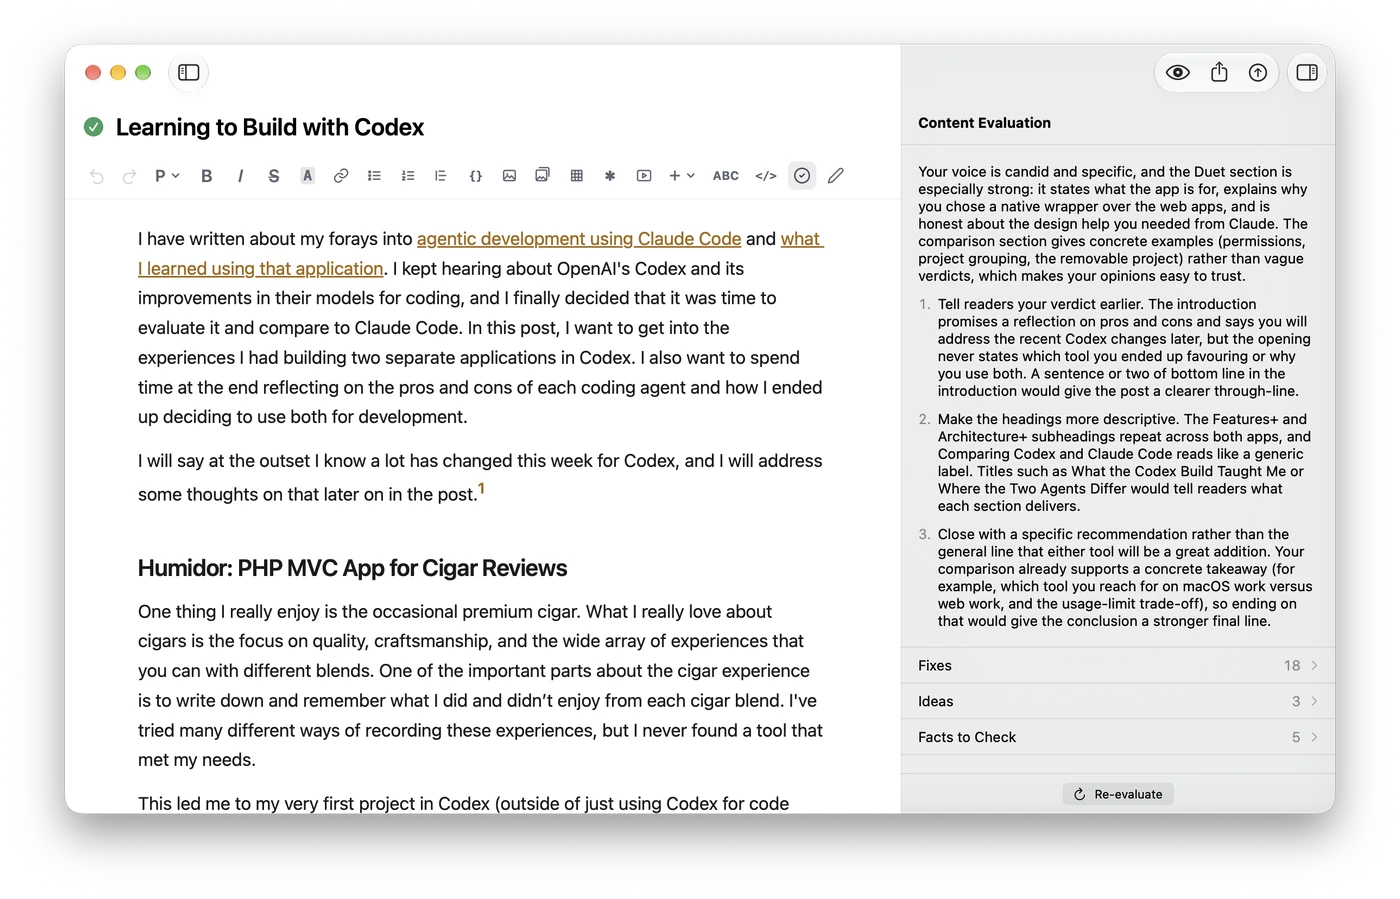 Learning to Build with Codex
P
B
I
S
A
{}
ABC
</>
I have written about my forays into agentic development using Claude Code and what
I learned using that application. I kept hearing about OpenAI's Codex and its
improvements in their models for coding, and I finally decided that it was time to
evaluate it and compare to Claude Code. In this post, I want to get into the
experiences I had building two separate applications in Codex. I also want to spend
time at the end reflecting on the pros and cons of each coding agent and how I ended
up deciding to use both for development.
I will say at the outset I know a lot has changed this week for Codex, and I will address
some thoughts on that later on in the post.1
Humidor: PHP MVC App for Cigar Reviews
One thing I really enjoy is the occasional premium cigar. What I really love about
cigars is the focus on quality, craftsmanship, and the wide array of experiences that
you can with different blends. One of the important parts about the cigar experience
is to write down and remember what I did and didn’t enjoy from each cigar blend. I've
tried many different ways of recording these experiences, but I never found a tool that
met my needs.
This led me to my very first project in Codex (outside of just using Codex for code
Content Evaluation
Your voice is candid and specific, and the Duet section is
especially strong: it states what the app is for, explains why
you chose a native wrapper over the web apps, and is
honest about the design help you needed from Claude. The
comparison section gives concrete examples (permissions,
project grouping, the removable project) rather than vague
verdicts, which makes your opinions easy to trust.
1. Tell readers your verdict earlier. The introduction
promises a reflection on pros and cons and says you will
address the recent Codex changes later, but the opening
never states which tool you ended up favouring or why
you use both. A sentence or two of bottom line in the
introduction would give the post a clearer through-line.
2. Make the headings more descriptive. The Features+ and
Architecture+ subheadings repeat across both apps, and
Comparing Codex and Claude Code reads like a generic
label. Titles such as What the Codex Build Taught Me or
Where the Two Agents Differ would tell readers what
each section delivers.
3. Close with a specific recommendation rather than the
general line that either tool will be a great addition. Your
comparison already supports a concrete takeaway (for
example, which tool you reach for on macOS work versus
web work, and the usage-limit trade-off), so ending on
that would give the conclusion a stronger final line.
Fixes 18
Ideas 3
Facts to Check 5
Re-evaluate